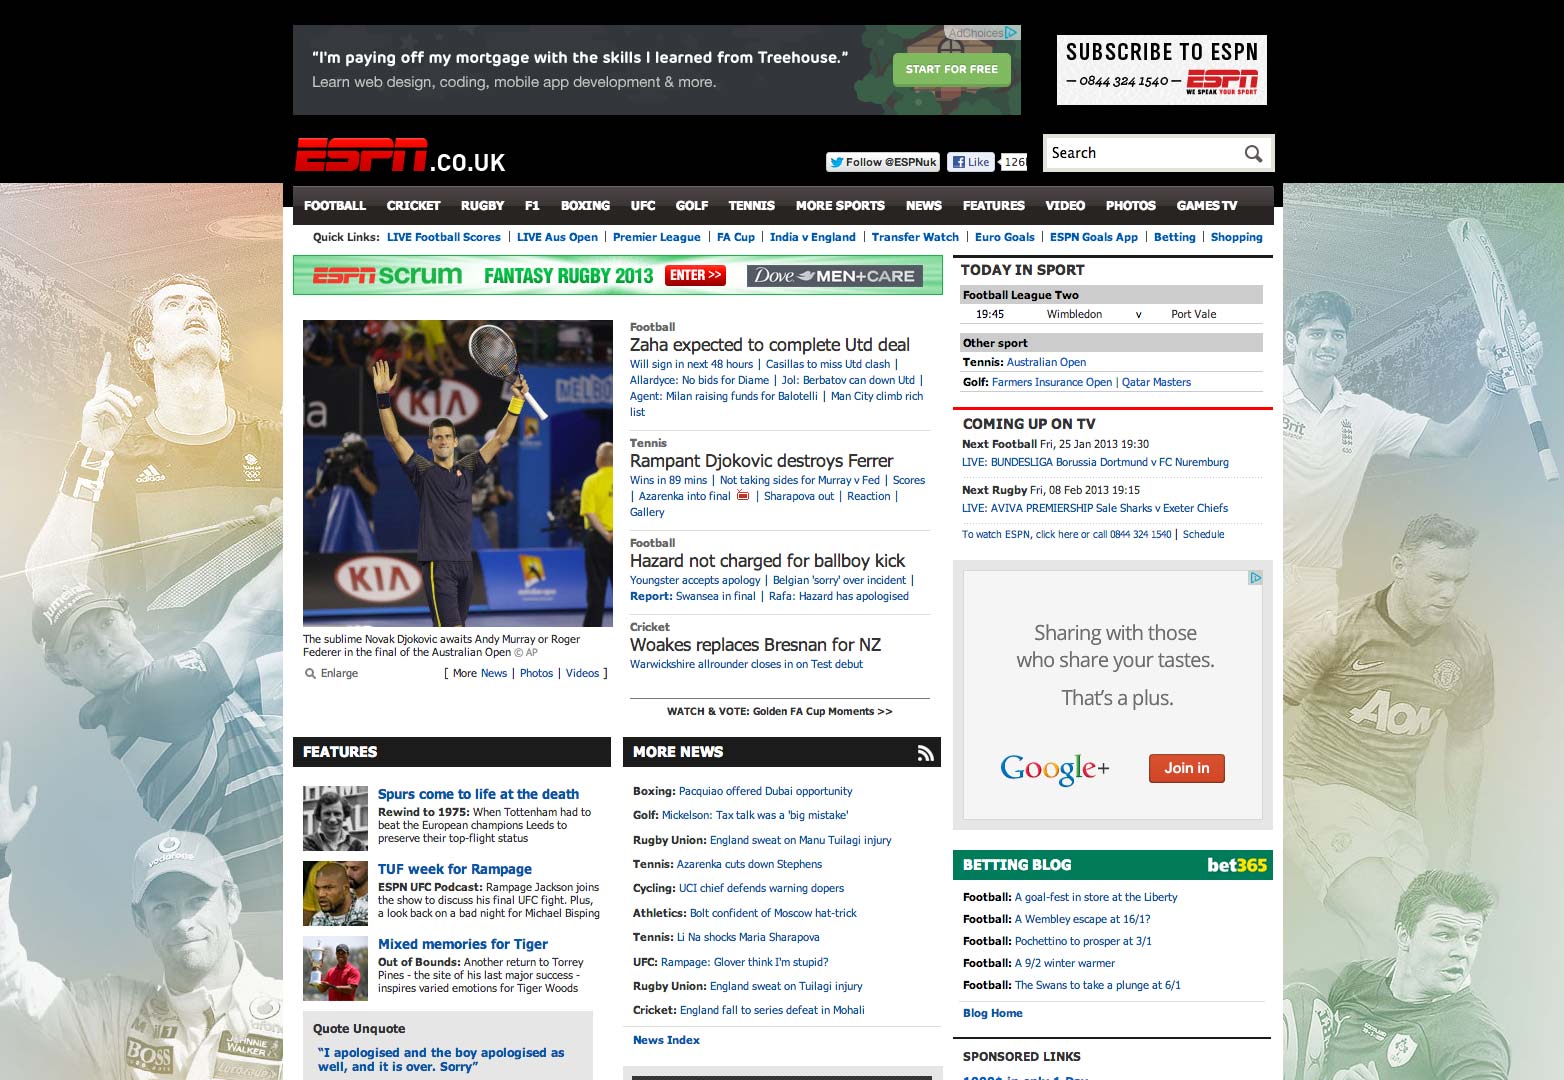 AdChoices
“I'm paying off my mortgage with the skills I learned from Treehouse.”
Learn web design, coding, mobile app development & more.
START FOR FREE
SUBSCRIBE TO ESPN
– 0844 324 1540 – ESPN
WE SPEAK YOUR SPORT
ESPN.CO.UK
Follow @ESPNuk
Like
126
Search
FOOTBALL CRICKET RUGBY F1 BOXING UFC GOLF TENNIS MORE SPORTS NEWS FEATURES VIDEO PHOTOS GAMES TV
Quick Links: LIVE Football Scores | LIVE Aus Open | Premier League | FA Cup | India v England | Transfer Watch | Euro Goals | ESPN Goals App | Betting | Shopping
ESPN scrum FANTASY RUGBY 2013 ENTER >> Dove MEN+CARE
KIA
MELBO
KIA
The sublime Novak Djokovic awaits Andy Murray or Roger
Federer in the final of the Australian Open © AP
Enlarge
[ More News | Photos | Videos ]
Football
Zaha expected to complete Utd deal
Will sign in next 48 hours | Casillas to miss Utd clash |
Allardyce: No bids for Diame | Jol: Berbatov can down Utd |
Agent: Milan raising funds for Balotelli | Man City climb rich
list
Tennis
Rampant Djokovic destroys Ferrer
Wins in 89 mins | Not taking sides for Murray v Fed | Scores
| Azarenka into final | Sharapova out | Reaction |
Gallery
Football
Hazard not charged for ballboy kick
Youngster accepts apology | Belgian 'sorry' over incident |
Report: Swansea in final | Rafa: Hazard has apologised
Cricket
Woakes replaces Bresnan for NZ
Warwickshire allrounder closes in on Test debut
WATCH & VOTE: Golden FA Cup Moments >>
TODAY IN SPORT
Football League Two
19:45 Wimbledon v Port Vale
Other sport
Tennis: Australian Open
Golf: Farmers Insurance Open | Qatar Masters
COMING UP ON TV
Next Football Fri, 25 Jan 2013 19:30
LIVE: BUNDESLIGA Borussia Dortmund v FC Nuremburg
Next Rugby Fri, 08 Feb 2013 19:15
LIVE: AVIVA PREMIERSHIP Sale Sharks v Exeter Chiefs
To watch ESPN, click here or call 0844 324 1540 | Schedule
Sharing with those
who share your tastes.
That’s a plus.
Google+
Join in
FEATURES
Spurs come to life at the death
Rewind to 1975: When Tottenham had to
beat the European champions Leeds to
preserve their top-flight status
TUF week for Rampage
ESPN UFC Podcast: Rampage Jackson joins
the show to discuss his final UFC fight. Plus,
a look back on a bad night for Michael Bisping
Mixed memories for Tiger
Out of Bounds: Another return to Torrey
Pines - the site of his last major success -
inspires varied emotions for Tiger Woods
Quote Unquote
“I apologised and the boy apologised as
well, and it is over. Sorry”
MORE NEWS
Boxing: Pacquiao offered Dubai opportunity
Golf: Mickelson: Tax talk was a 'big mistake'
Rugby Union: England sweat on Manu Tuilagi injury
Tennis: Azarenka cuts down Stephens
Cycling: UCI chief defends warning dopers
Athletics: Bolt confident of Moscow hat-trick
Tennis: Li Na shocks Maria Sharapova
UFC: Rampage: Glover think I'm stupid?
Rugby Union: England sweat on Tuilagi injury
Cricket: England fall to series defeat in Mohali
News Index
BETTING BLOG
bet365
Football: A goal-fest in store at the Liberty
Football: A Wembley escape at 16/1?
Football: Pochettino to prosper at 3/1
Football: A 9/2 winter warmer
Football: The Swans to take a plunge at 6/1
Blog Home
SPONSORED LINKS
adidas
jumeirah
vodafone
BOSS
JOHNNIE WALKER
Brit
AON